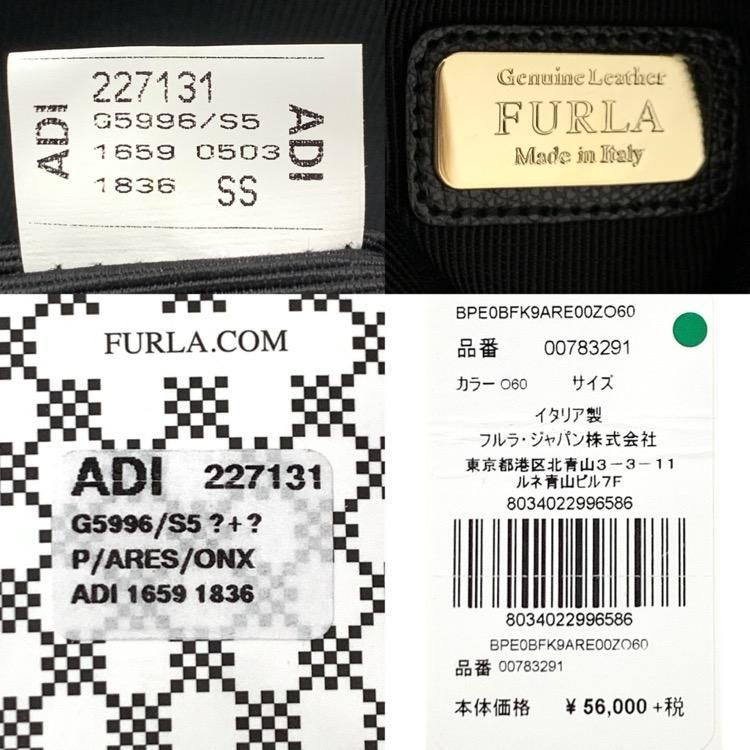 ADI
227131
G5996/S5
1659 0503
1836 SS
ADI
Genuine Leather
FURLA
Made in Italy
FURLA.COM
ADI 227131
G5996/S5 ?+?
P/ARES/ONX
ADI 1659 1836
BPE0BFK9ARE00ZO60
品番 00783291
カラー O60 サイズ
イタリア製
フルラ・ジャパン株式会社
東京都港区北青山3-3-11
ルネ青山ビル7F
8034022996586
8034022996586
BPE0BFK9ARE00ZO60
品番 00783291
本体価格 ¥ 56,000 +税